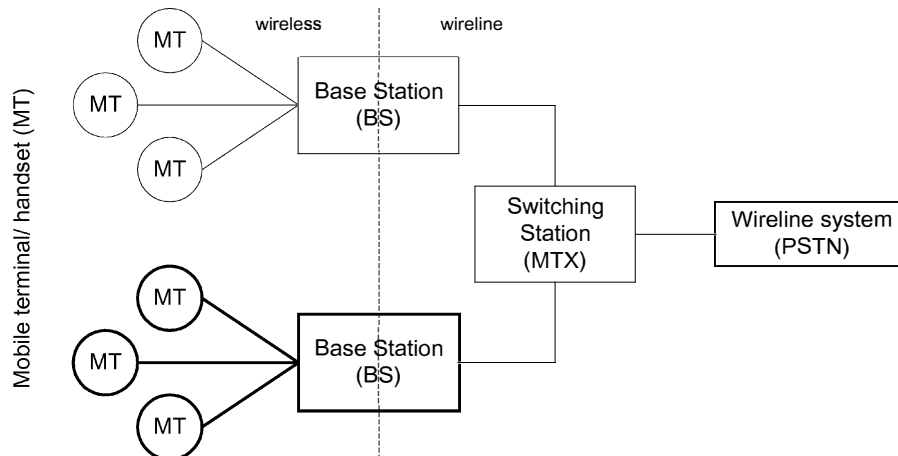 wireless
wireline
MT
MT
MT
Base Station
(BS)
Mobile terminal/ handset (MT)
Switching
Station
(MTX)
Wireline system
(PSTN)
MT
MT
MT
Base Station
(BS)